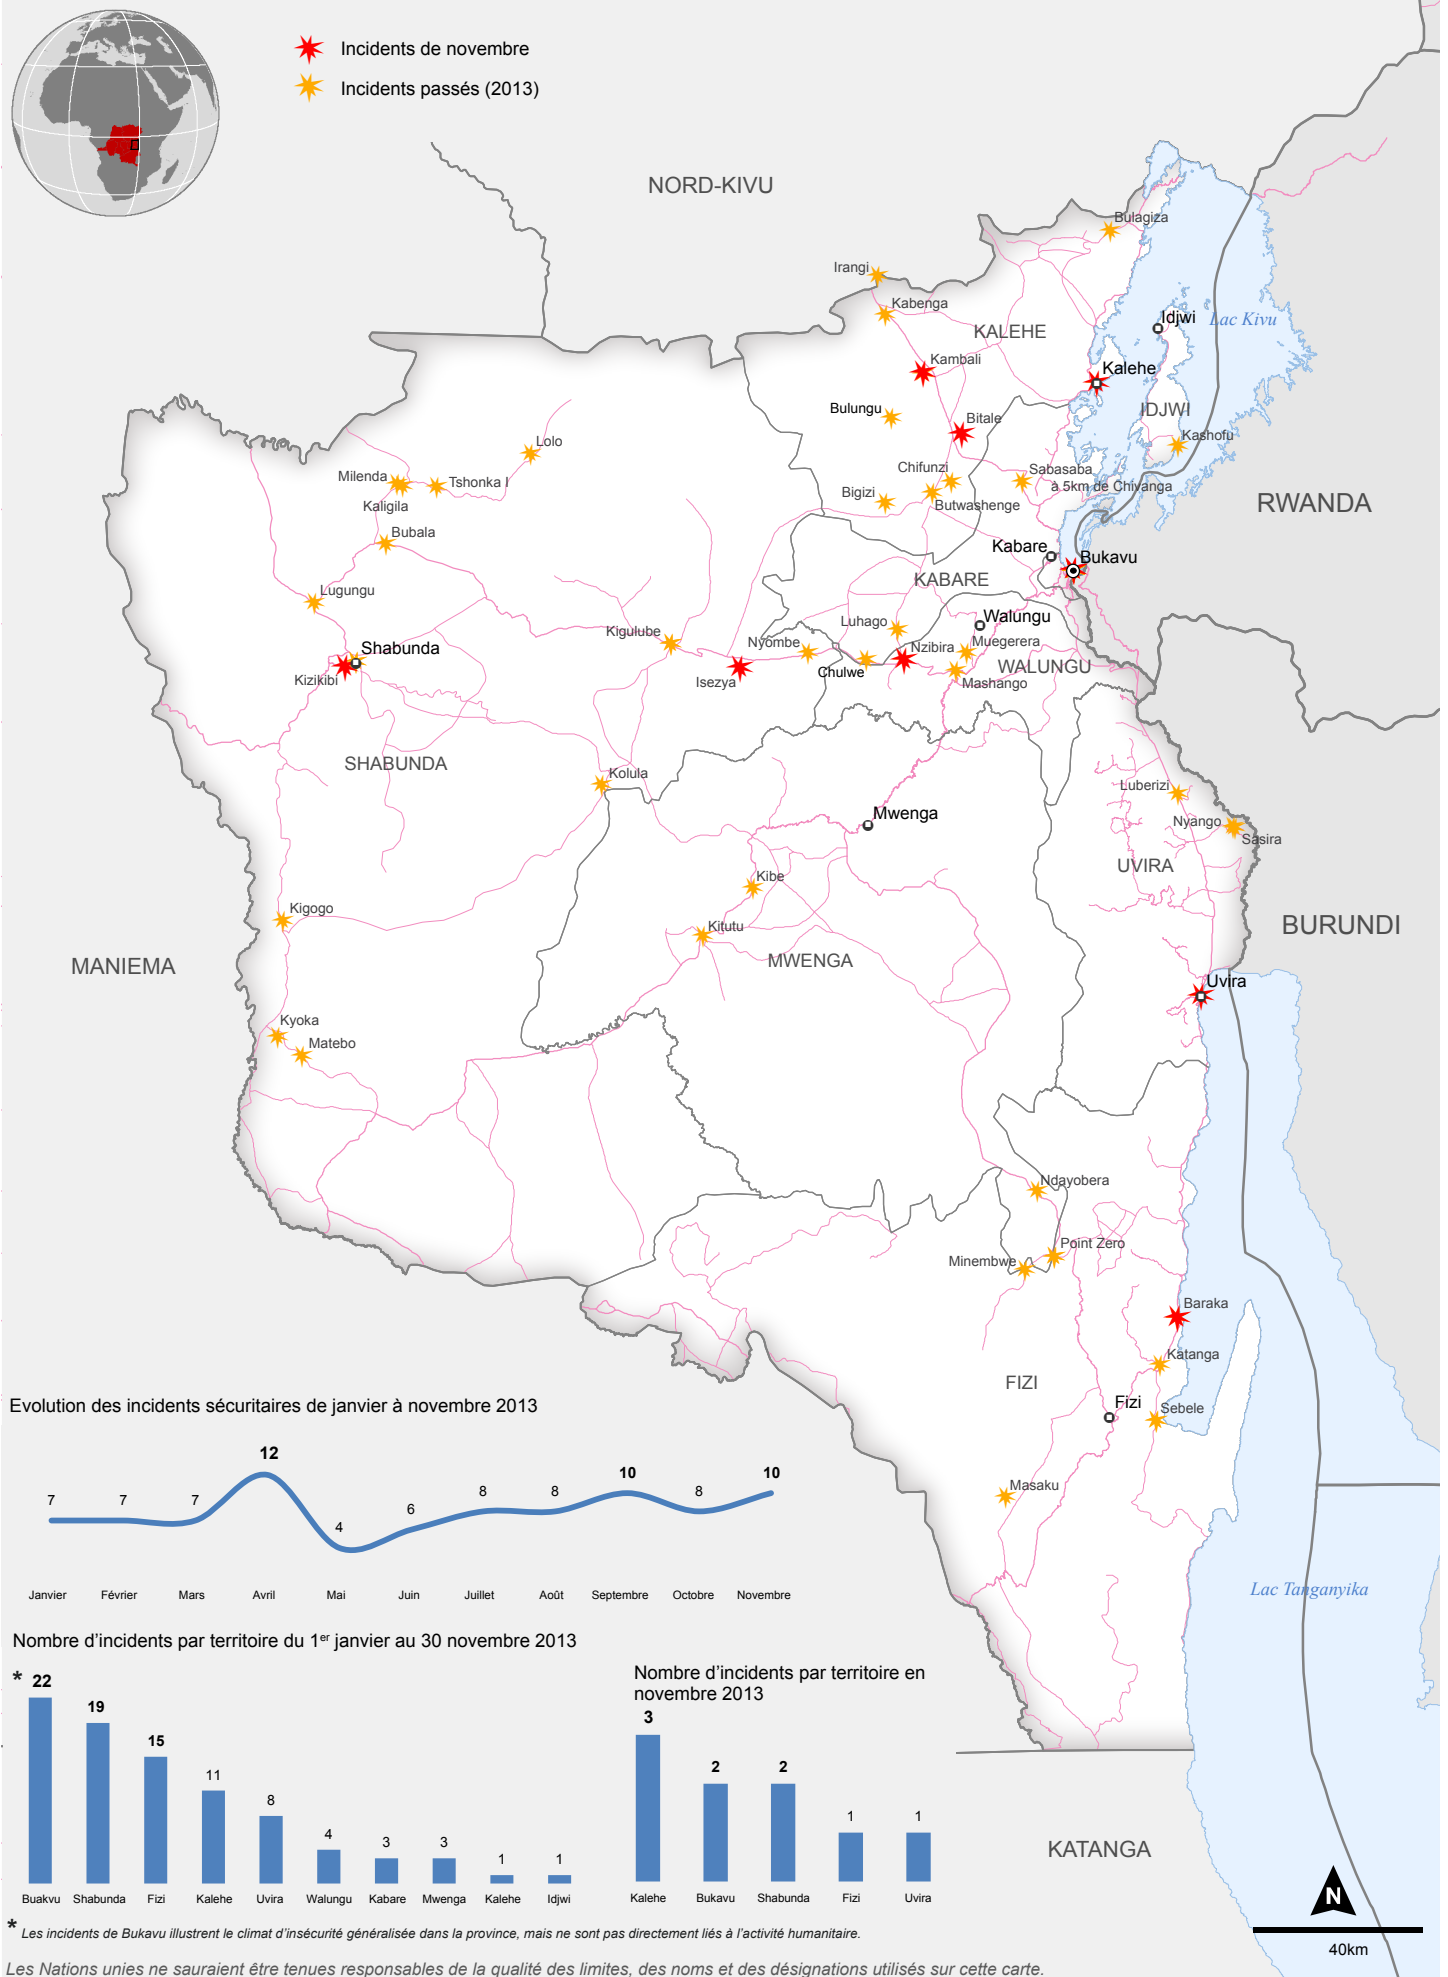 Incidents de novembre
Incidents passés (2013)
NORD-KIVU
Bulagiza
Irangi
Kabenga
KALEHE
Idjwi
Lac Kivu
Kambali
Kalehe
IDJWI
Bulungu
Bitale
Kashofu
Lolo
Milenda
Tshonka I
Kaligila
Chifunzi
Sabasaba
à 5km de Chivanga
Bigizi
Butwashenge
RWANDA
Bubala
Kabare
Bukavu
KABARE
Lugungu
Luhago
Walungu
Kigulube
Nyombe
Nzibira
Muegerera
Shabunda
Kizikibi
Isezya
Chulwe
WALUNGU
Mashango
SHABUNDA
Kolula
Luberizi
Mwenga
Nyango
Sasira
UVIRA
Kibe
Kigogo
Kitutu
BURUNDI
MANIEMA
MWENGA
Uvira
Kyoka
Matebo
Ndayobera
Point Zero
Minembwe
Baraka
Katanga
FIZI
Fizi
Sebele
Masaku
Lac Tanganyika
KATANGA
Evolution des incidents sécuritaires de janvier à novembre 2013
7 7 7 12 4 6 8 8 10 8 10
Janvier Février Mars Avril Mai Juin Juillet Août Septembre Octobre Novembre
Nombre d'incidents par territoire du 1er janvier au 30 novembre 2013
* 22 19 15 11 8 4 3 3 1 1
Buakvu Shabunda Fizi Kalehe Uvira Walungu Kabare Mwenga Kalehe Idjwi
Nombre d'incidents par territoire en
novembre 2013
3 2 2 1 1
Kalehe Bukavu Shabunda Fizi Uvira
N
40km
* Les incidents de Bukavu illustrent le climat d'insécurité généralisée dans la province, mais ne sont pas directement liés à l'activité humanitaire.
Les Nations unies ne sauraient être tenues responsables de la qualité des limites, des noms et des désignations utilisés sur cette carte.